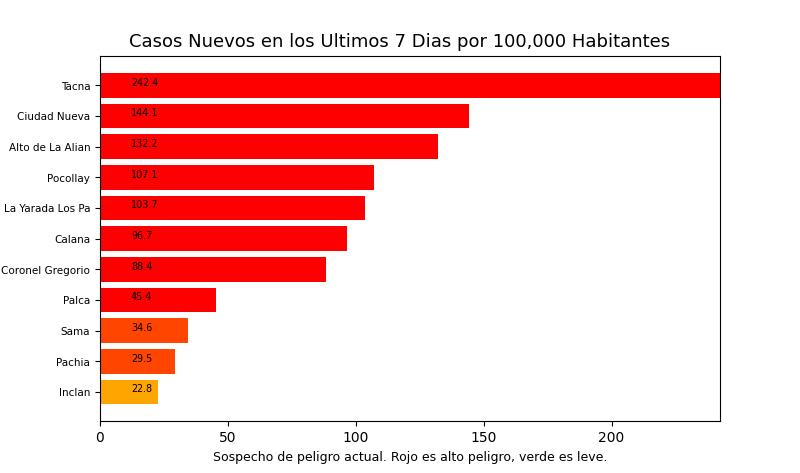 Casos Nuevos en los Ultimos 7 Dias por 100,000 Habitantes
Tacna 242.4
Ciudad Nueva 144.1
Alto de La Alian 132.2
Pocollay 107.1
La Yarada Los Pa 103.7
Calana 96.7
Coronel Gregorio 88.4
Palca 45.4
Sama 34.6
Pachia 29.5
Inclan 22.8
0 50 100 150 200
Sospecho de peligro actual. Rojo es alto peligro, verde es leve.